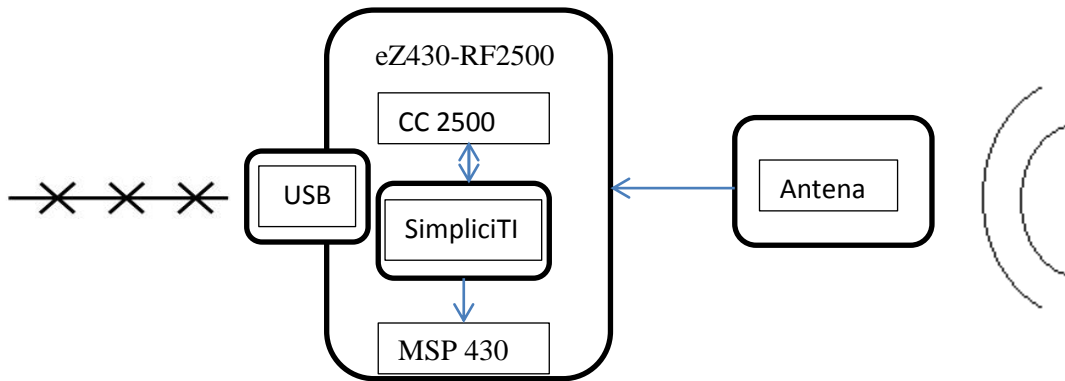 eZ430-RF2500
CC 2500
USB
SimpliciTI
Antena
MSP 430